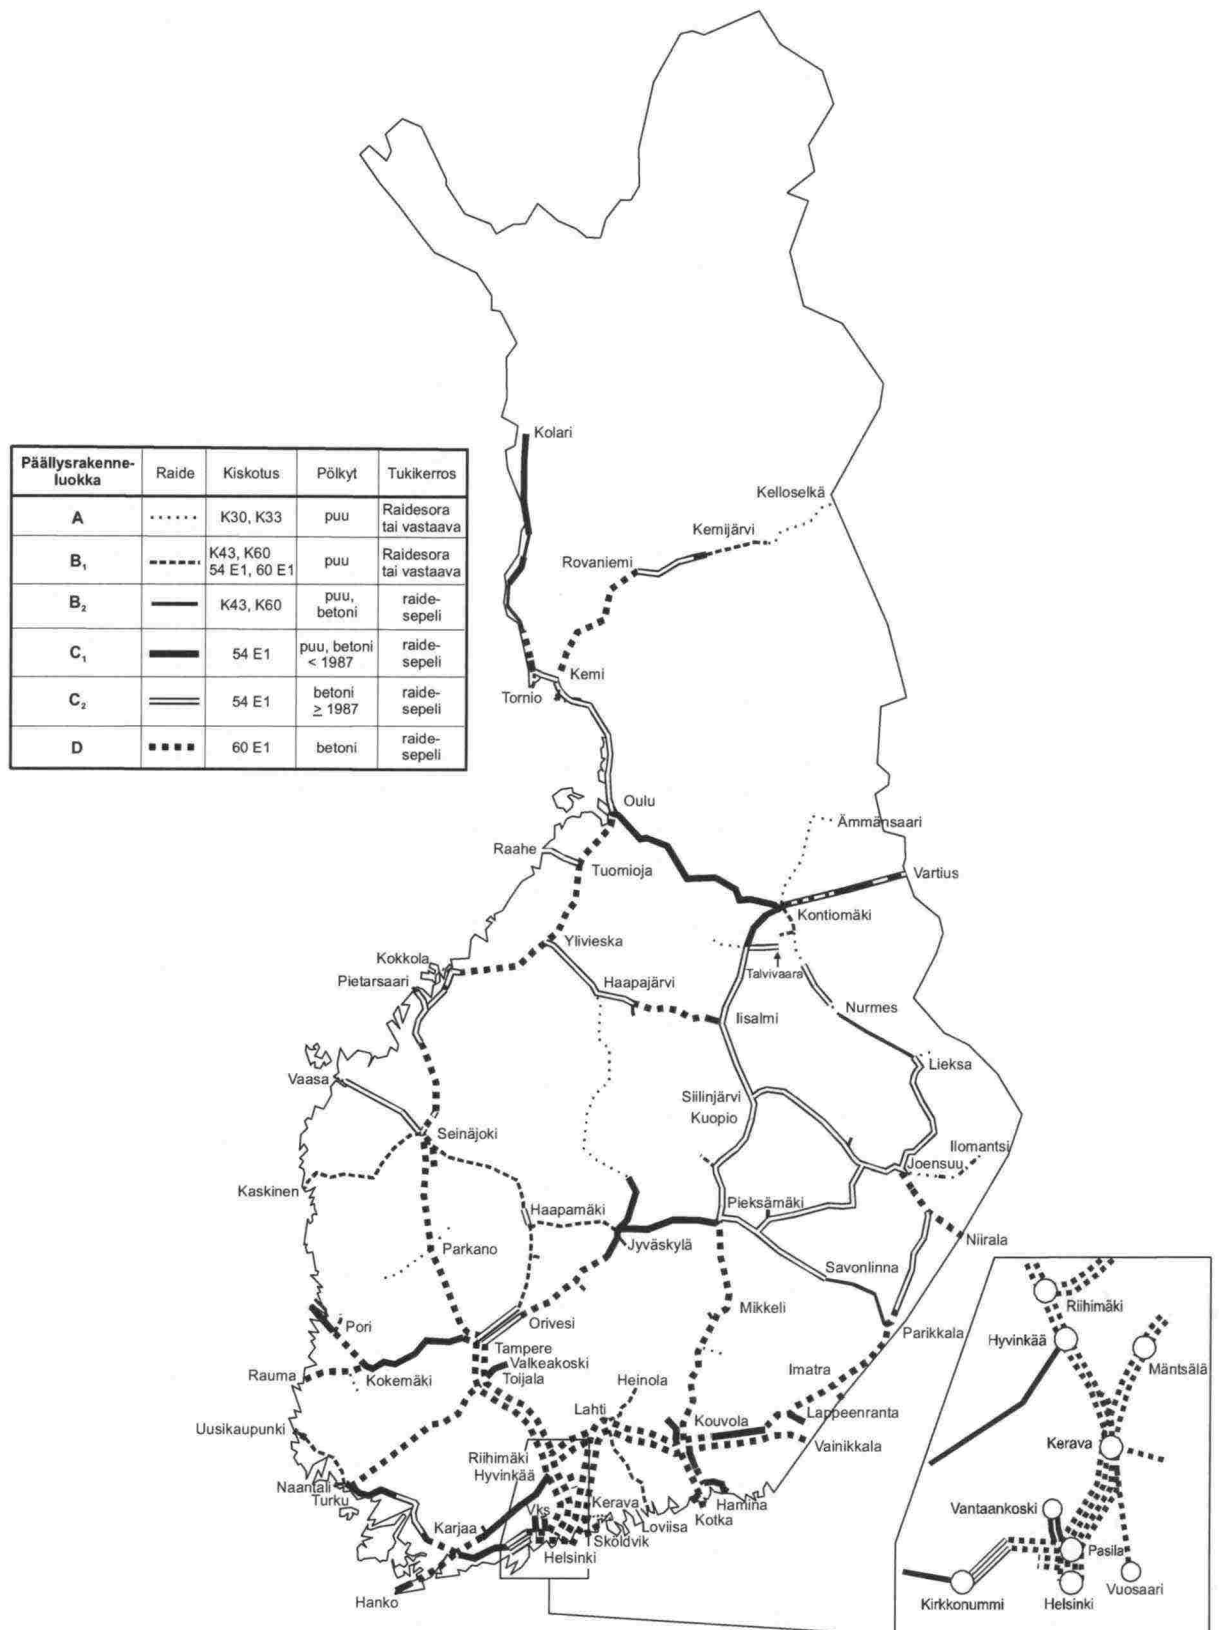 Kolari
Kelloselkä
Kemijärvi
Rovaniemi
Päällysrakenne-
luokka
Raide
Kiskotus
Pölkyt
Tukikerros
A
K30, K33
puu
Raidesora
tai vastaava
B₁
K43, K60
54 E1, 60 E1
puu
Raidesora
tai vastaava
B₂
K43, K60
puu,
betoni
raide-
sepeli
C₁
54 E1
puu, betoni
< 1987
raide-
sepeli
C₂
54 E1
betoni
≥ 1987
raide-
sepeli
D
60 E1
betoni
raide-
sepeli
Kemi
Tornio
Oulu
Ämmänsaari
Raahe
Tuomioja
Vartius
Kontiomäki
Ylivieska
Kokkola
Pietarsaari
Talvivaara
Haapajärvi
Nurmes
Iisalmi
Lieksa
Vaasa
Siilinjärvi
Kuopio
Seinäjoki
Ilomantsi
Joensuu
Kaskinen
Haapamäki
Pieksämäki
Jyväskylä
Niirala
Parkano
Savonlinna
Mikkeli
Orivesi
Pori
Parikkala
Tampere
Valkeakoski
Toijala
Rauma
Kokemäki
Imatra
Heinola
Lahti
Kouvola
Lappeenranta
Uusikaupunki
Vainikkala
Riihimäki
Hyvinkää
Naantali
Turku
Vks
Kerava
Hamina
Loviisa
Kotka
Karjaa
Sköldvik
Helsinki
Hanko
Riihimäki
Hyvinkää
Mäntsälä
Kerava
Vantaankoski
Pasila
Vuosaari
Kirkkonummi
Helsinki